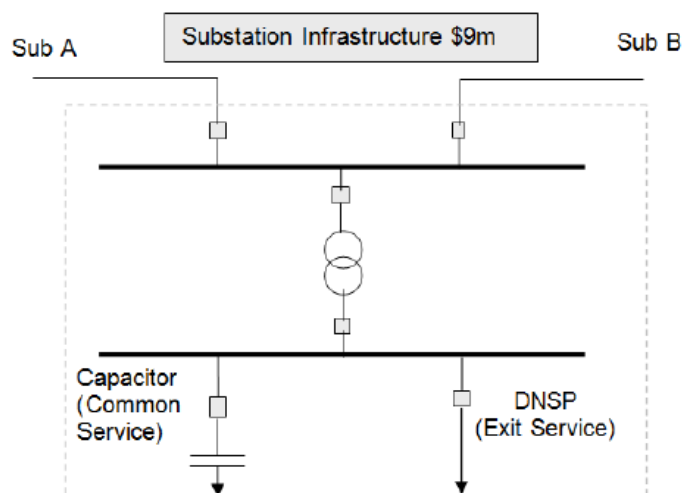 Substation Infrastructure $9m
Sub A
Sub B
Capacitor
(Common
Service)
DNSP
(Exit Service)